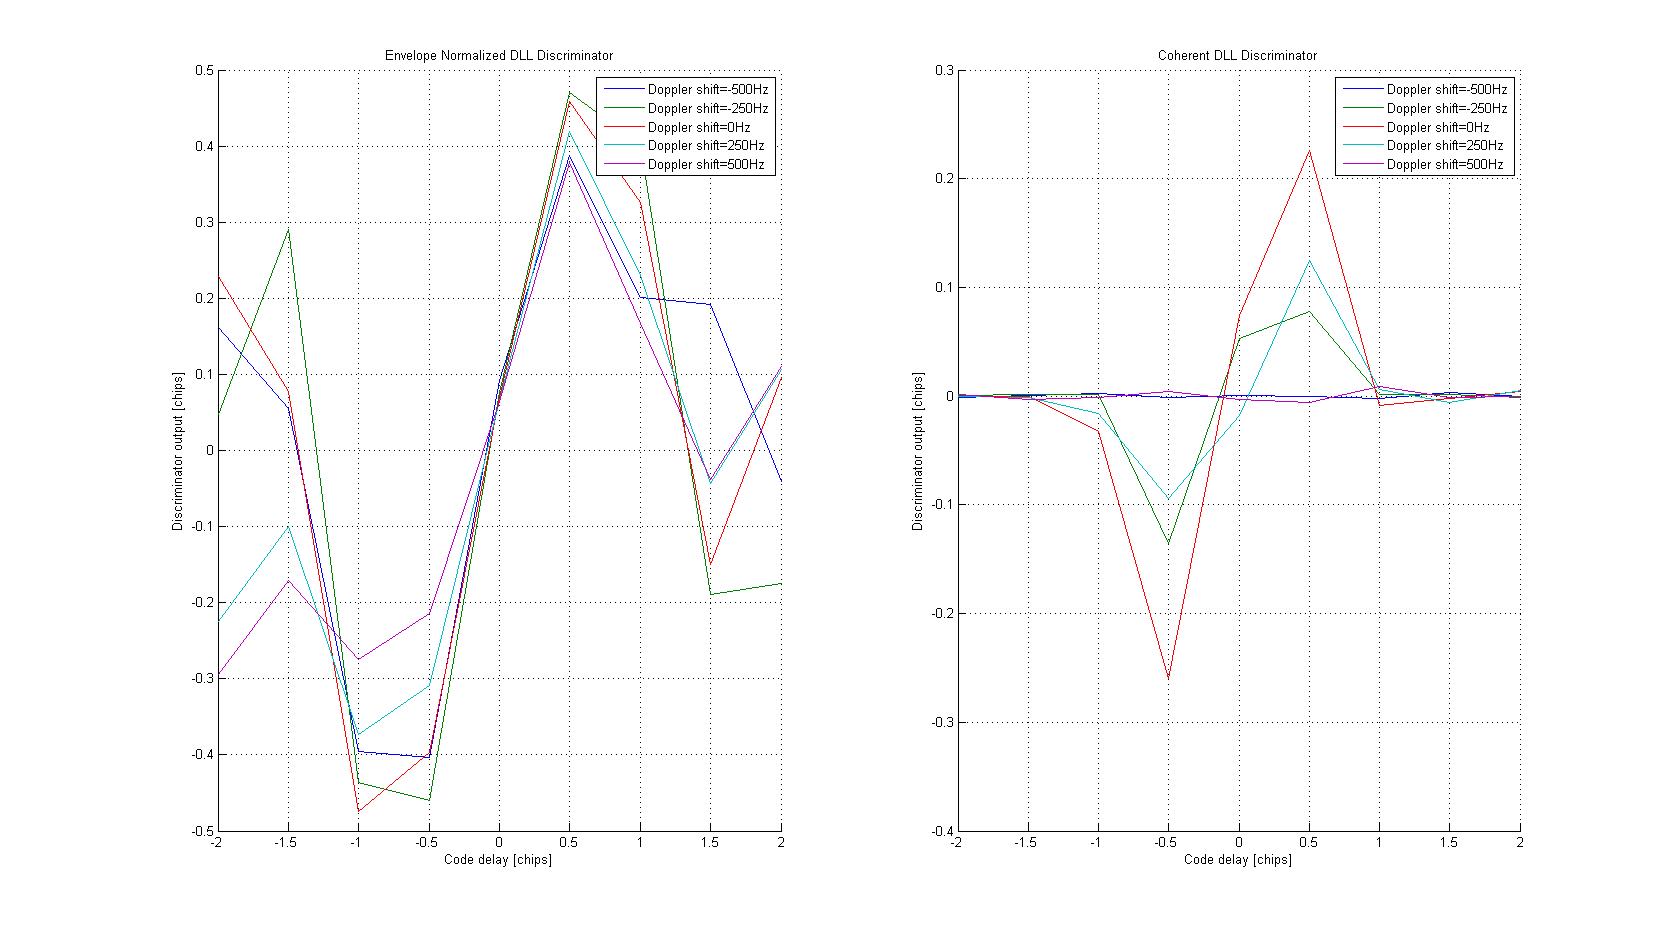 Envelope Normalized DLL Discriminator
0.5
0.4
0.3
0.2
0.1
0
-0.1
-0.2
-0.3
-0.4
-0.5
Discriminator output [chips]
Doppler shift=-500Hz
Doppler shift=-250Hz
Doppler shift=0Hz
Doppler shift=250Hz
Doppler shift=500Hz
-2 -1.5 -1 -0.5 0 0.5 1 1.5 2
Code delay [chips]
Coherent DLL Discriminator
0.3
0.2
0.1
0
-0.1
-0.2
-0.3
-0.4
Discriminator output [chips]
Doppler shift=-500Hz
Doppler shift=-250Hz
Doppler shift=0Hz
Doppler shift=250Hz
Doppler shift=500Hz
-2 -1.5 -1 -0.5 0 0.5 1 1.5 2
Code delay [chips]